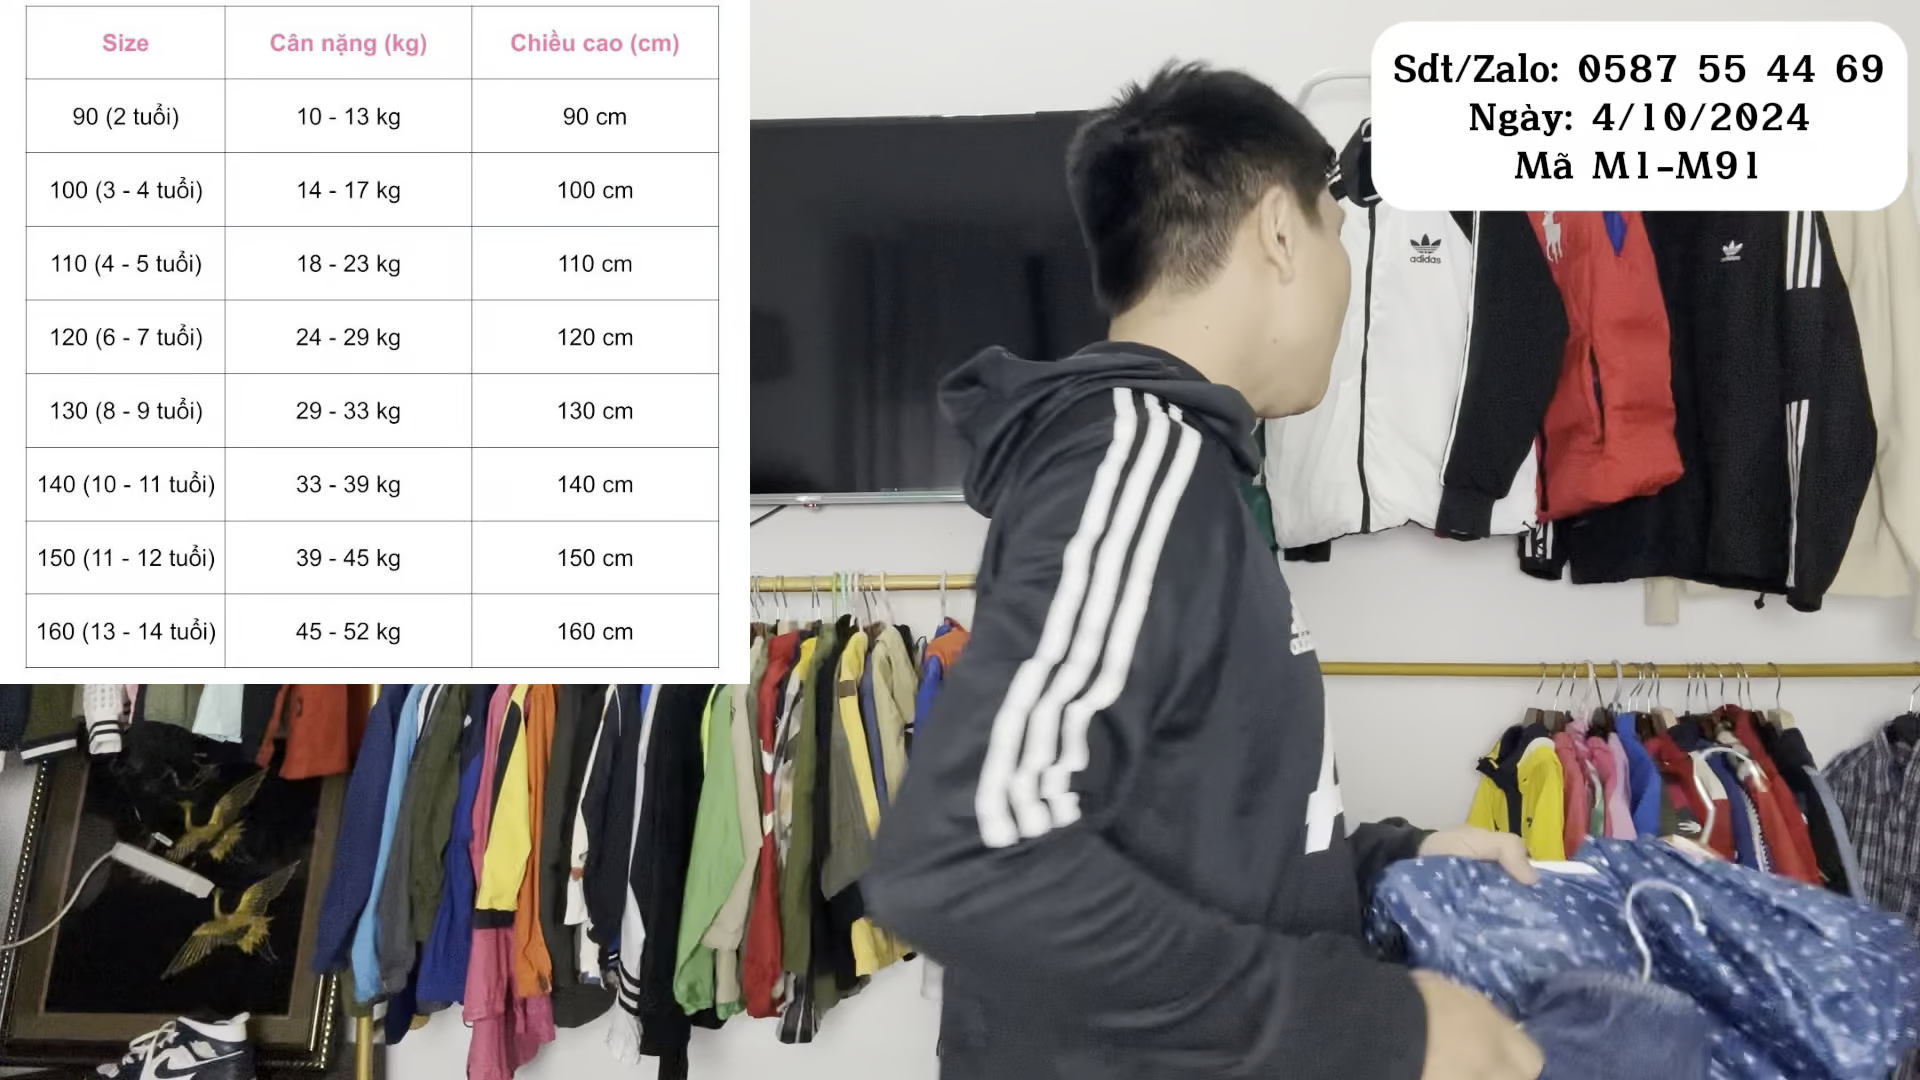 Size Cân nặng (kg) Chiều cao (cm)
90 (2 tuổi) 10 - 13 kg 90 cm
100 (3 - 4 tuổi) 14 - 17 kg 100 cm
110 (4 - 5 tuổi) 18 - 23 kg 110 cm
120 (6 - 7 tuổi) 24 - 29 kg 120 cm
130 (8 - 9 tuổi) 29 - 33 kg 130 cm
140 (10 - 11 tuổi) 33 - 39 kg 140 cm
150 (11 - 12 tuổi) 39 - 45 kg 150 cm
160 (13 - 14 tuổi) 45 - 52 kg 160 cm
Sdt/Zalo: 0587 55 44 69
Ngày: 4/10/2024
Mã M1-M91
adidas